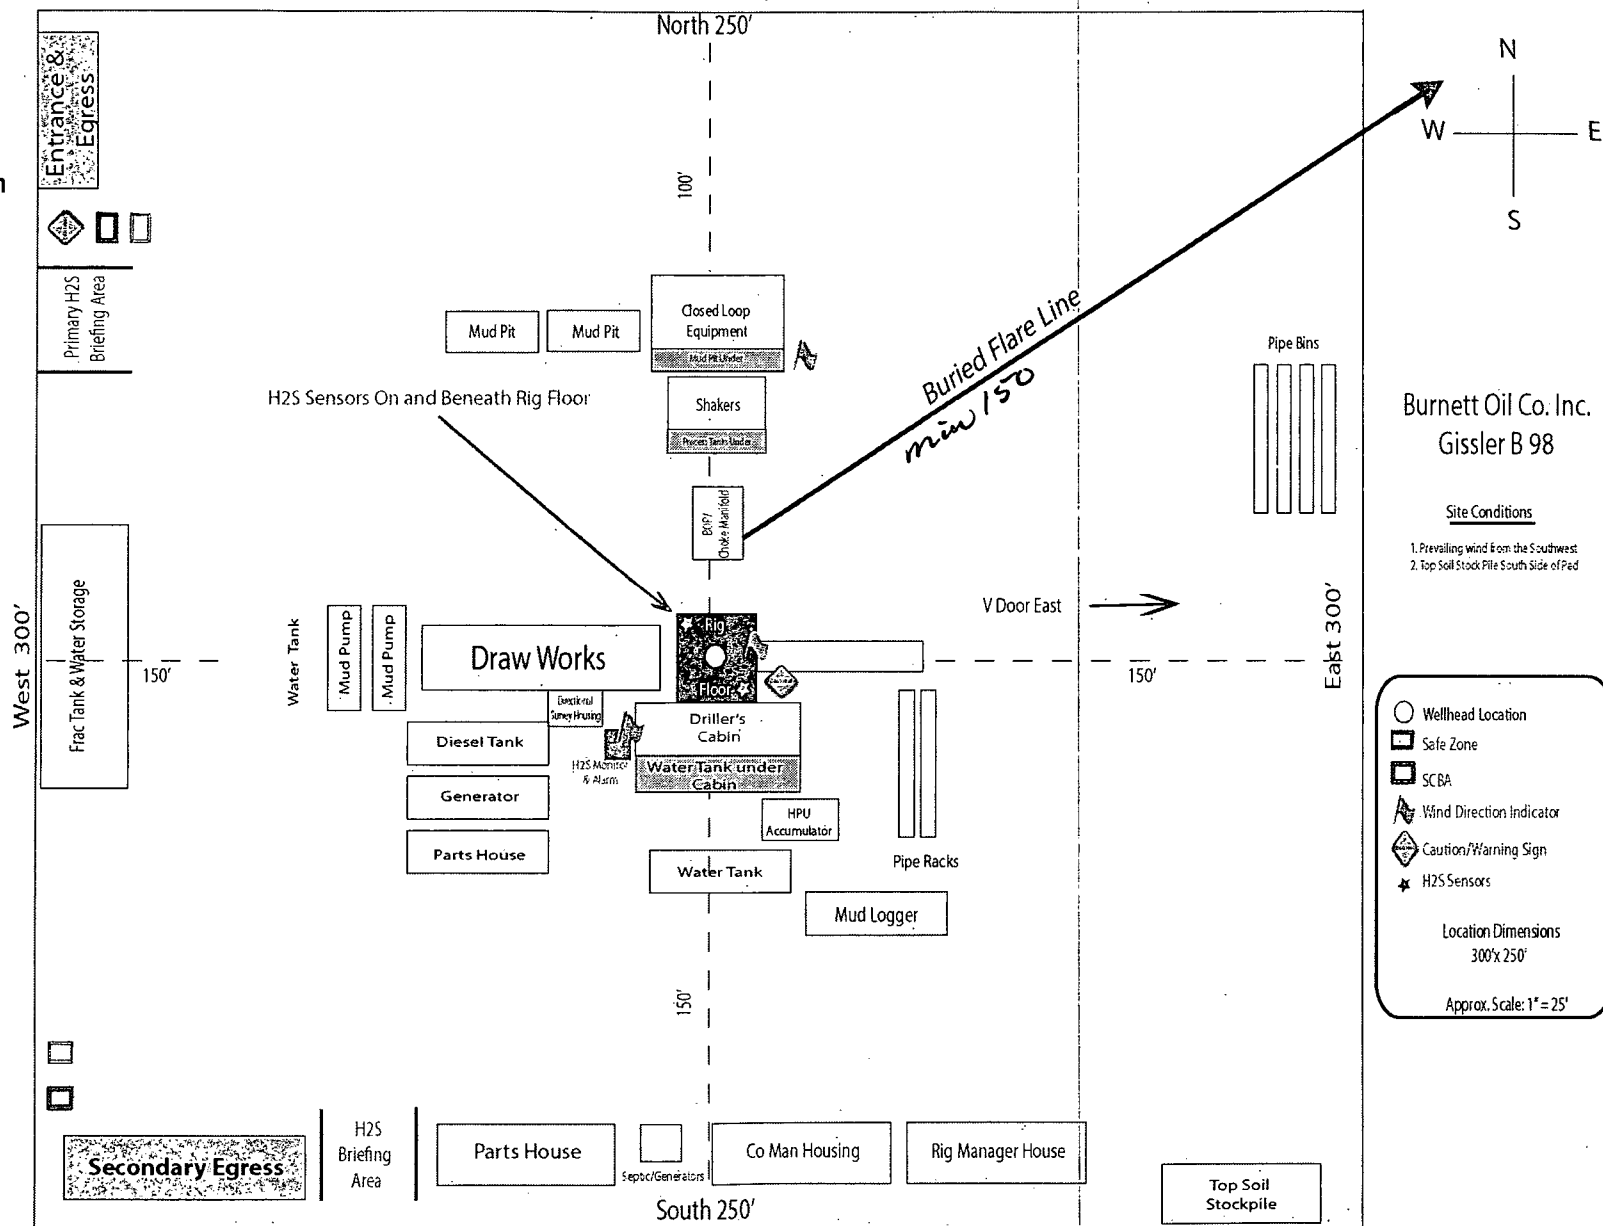 North 250'
Entrance &
Egress
N
W
E
S
100'
Primary H2S
Briefing Area
Mud Pit
Mud Pit
Closed Loop
Equipment
Mud Pit Under
Buried Flare Line
min 150
Pipe Bins
H2S Sensors On and Beneath Rig Floor
Shakers
Process Tanks Under
Burnett Oil Co. Inc.
Gissler B 98
BOP/
Choke Manifold
Site Conditions
1. Prevailing wind from the Southwest
2. Top Soil Stock Pile South Side of Pad
West 300'
Frac Tank & Water Storage
150'
Water Tank
Mud Pump
Mud Pump
Draw Works
Rig
Floor
V Door East
150'
East 300'
Directional
Survey Housing
Driller's
Cabin
Diesel Tank
H2S Monitor
& Alarm
Water Tank under
Cabin
Generator
HPU
Accumulator
Parts House
Water Tank
Pipe Racks
Mud Logger
Wellhead Location
Safe Zone
SCBA
Wind Direction Indicator
Caution/Warning Sign
H2S Sensors
Location Dimensions
300'x 250'
Approx. Scale: 1" = 25'
150'
Secondary Egress
H2S
Briefing
Area
Parts House
Septic/Generators
Co Man Housing
Rig Manager House
Top Soil
Stockpile
South 250'